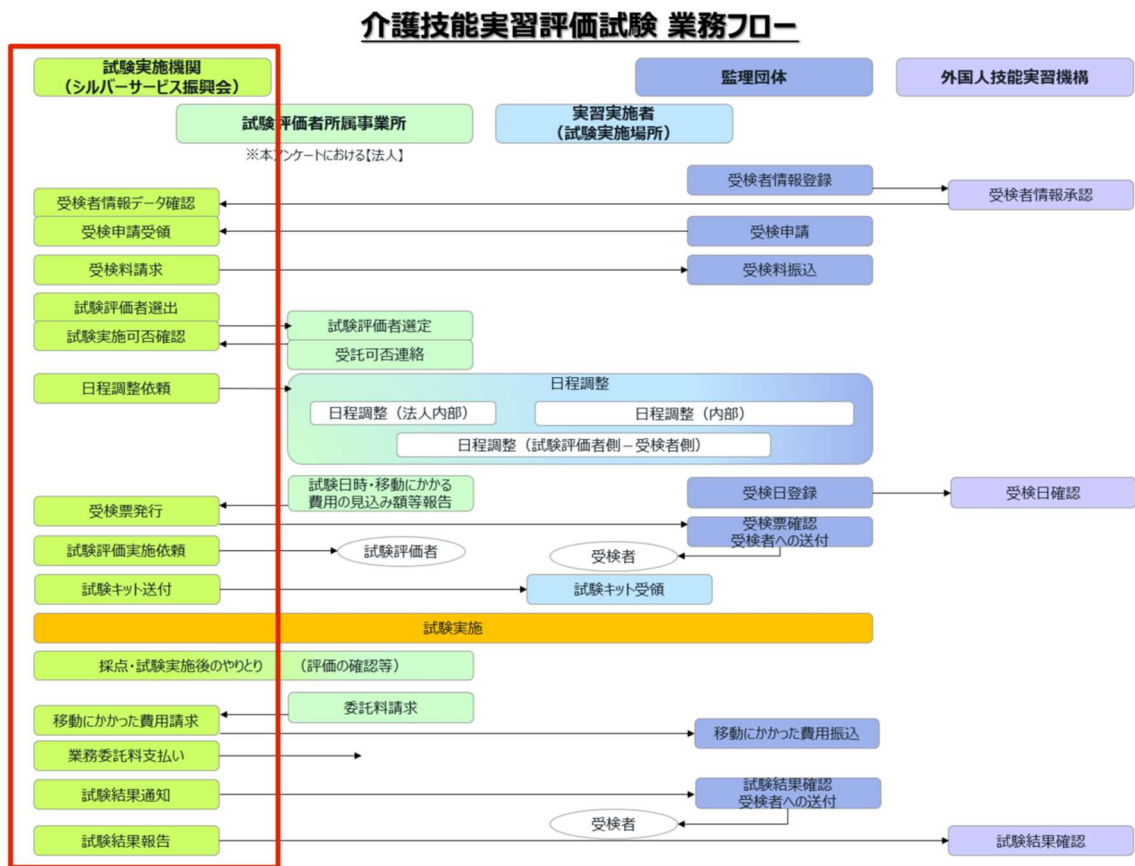 介護技能実習評価試験 業務フロー
試験実施機関
（シルバーサービス振興会）
監理団体
外国人技能実習機構
試験評価者所属事業所
実習実施者
（試験実施場所）
※本アンケートにおける【法人】
受検者情報登録
受検者情報データ確認
受検者情報承認
受検申請受領
受検申請
受検料請求
受検料振込
試験評価者選出
試験実施可否確認
試験評価者選定
受託可否連絡
日程調整依頼
日程調整
日程調整（法人内部）
日程調整（内部）
日程調整（試験評価者側－受検者側）
試験日時・移動にかかる
費用の見込み額等報告
受検日登録
受検日確認
受検票発行
受検票確認
受検者への送付
試験評価実施依頼
試験評価者
受検者
試験キット送付
試験キット受領
試験実施
採点・試験実施後のやりとり （評価の確認等）
委託料請求
移動にかかった費用請求
移動にかかった費用振込
業務委託料支払い
試験結果通知
試験結果確認
受検者への送付
受検者
試験結果報告
試験結果確認